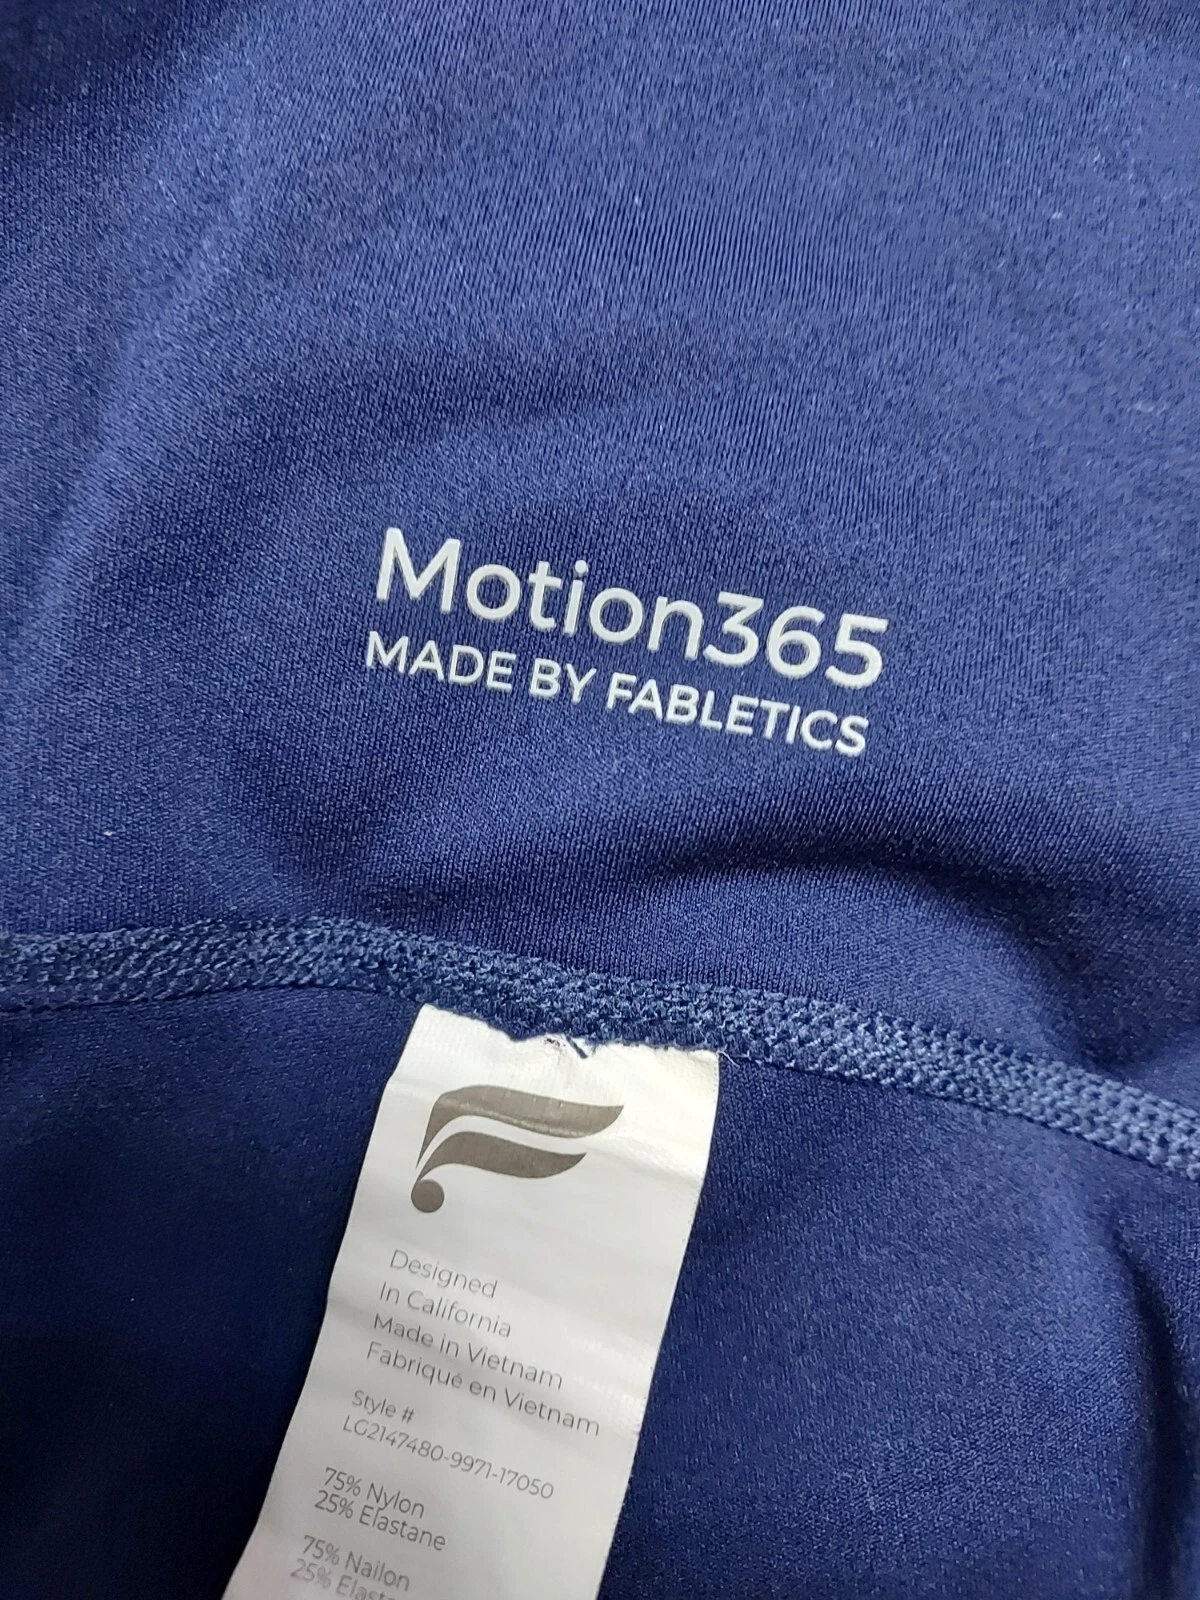 Motion365
MADE BY FABLETICS
Designed
In California
Made in Vietnam
Fabriqué en Vietnam
Style #
LG2147480-9971-17050
75% Nylon
25% Elastane
75% Nailon
25%